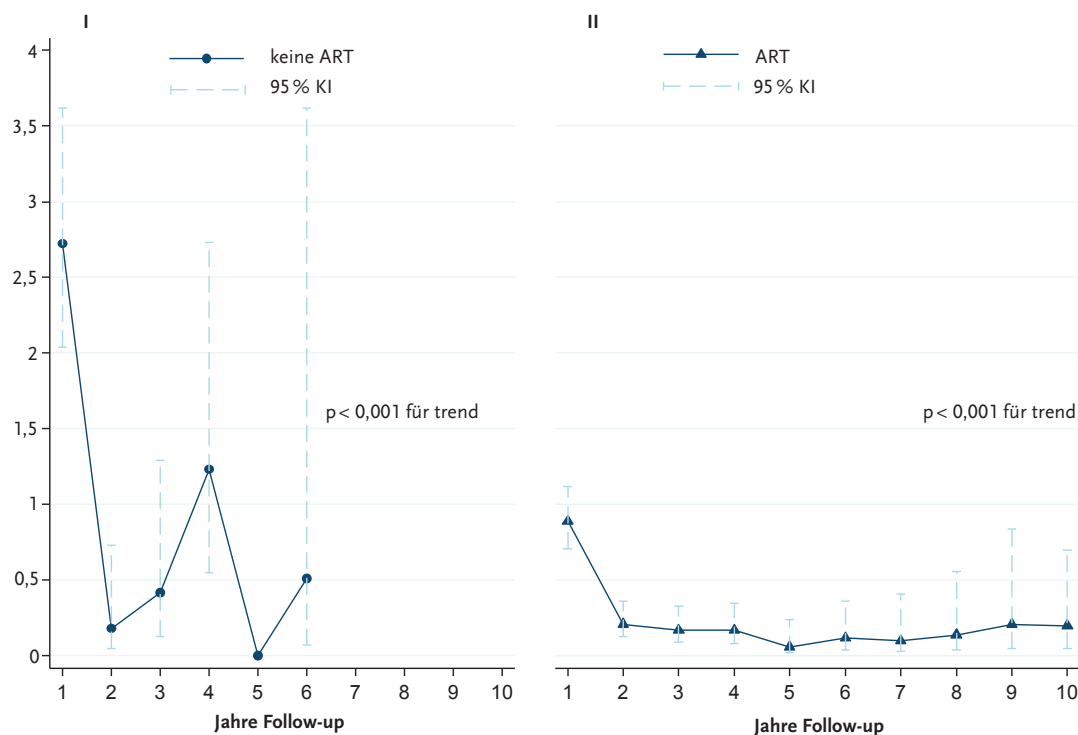 I
II
keine ART
95 % KI
ART
95 % KI
4
3,5
3
2,5
2
1,5
1
0,5
0
p < 0,001 für trend
p < 0,001 für trend
1 2 3 4 5 6 7 8 9 10
1 2 3 4 5 6 7 8 9 10
Jahre Follow-up
Jahre Follow-up